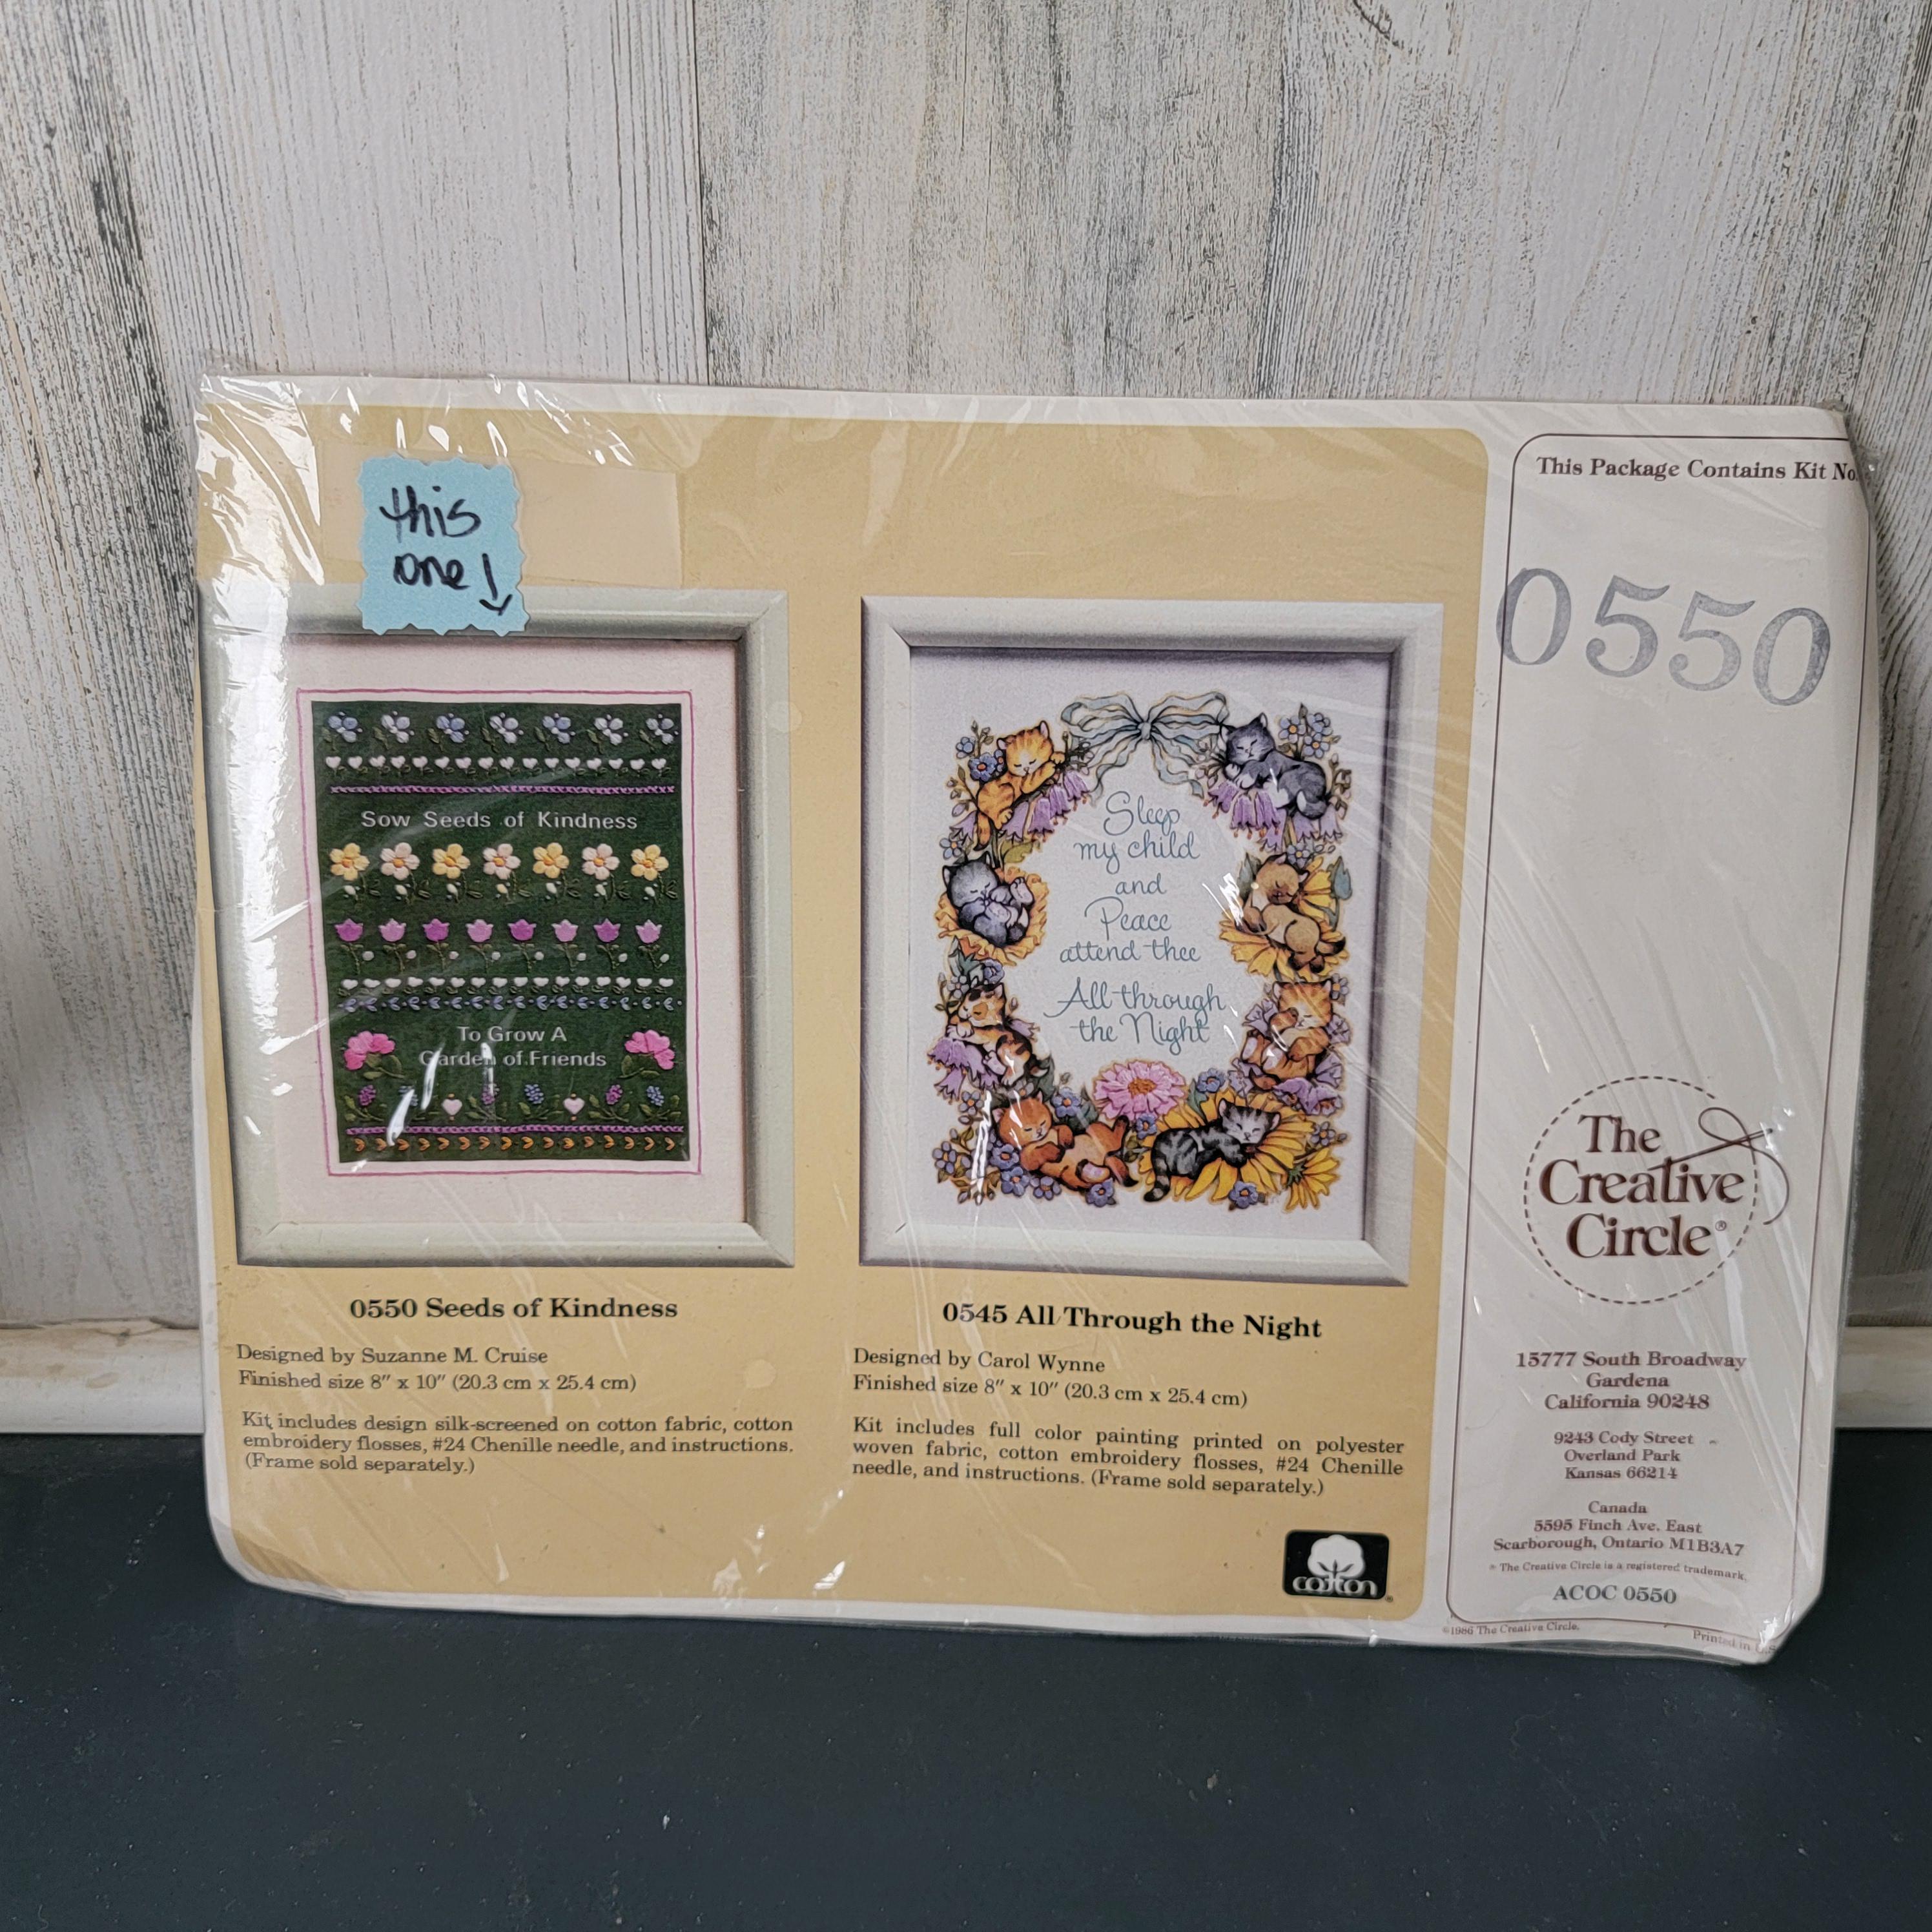 this
one!
Sow Seeds of Kindness
To Grow A
Garden of Friends
0550 Seeds of Kindness
Designed by Suzanne M. Cruise
Finished size 8" x 10" (20.3 cm x 25.4 cm)
Kit includes design silk-screened on cotton fabric, cotton
embroidery flosses, #24 Chenille needle, and instructions.
(Frame sold separately.)
Sleep
my child
and
Peace
attend thee
All through
the Night
0545 All Through the Night
Designed by Carol Wynne
Finished size 8" x 10" (20.3 cm x 25.4 cm)
Kit includes full color painting printed on polyester
woven fabric, cotton embroidery flosses, #24 Chenille
needle, and instructions. (Frame sold separately.)
cotton®
This Package Contains Kit No.
0550
The
Creative
Circle®
15777 South Broadway
Gardena
California 90248
9243 Cody Street
Overland Park
Kansas 66214
Canada
5595 Finch Ave. East
Scarborough, Ontario M1B3A7
® The Creative Circle is a registered trademark.
ACOC 0550
©1986 The Creative Circle.
Printed in